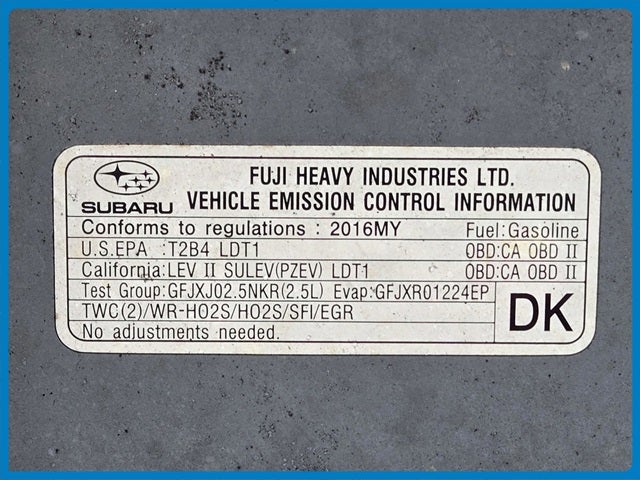 SUBARU
FUJI HEAVY INDUSTRIES LTD.
VEHICLE EMISSION CONTROL INFORMATION
Conforms to regulations : 2016MY Fuel:Gasoline
U.S.EPA :T2B4 LDT1 OBD:CA OBD II
California:LEV II SULEV(PZEV) LDT1 OBD:CA OBD II
Test Group:GFJXJ02.5NKR(2.5L) Evap:GFJXR01224EP
TWC(2)/WR-HO2S/HO2S/SFI/EGR
No adjustments needed.
DK